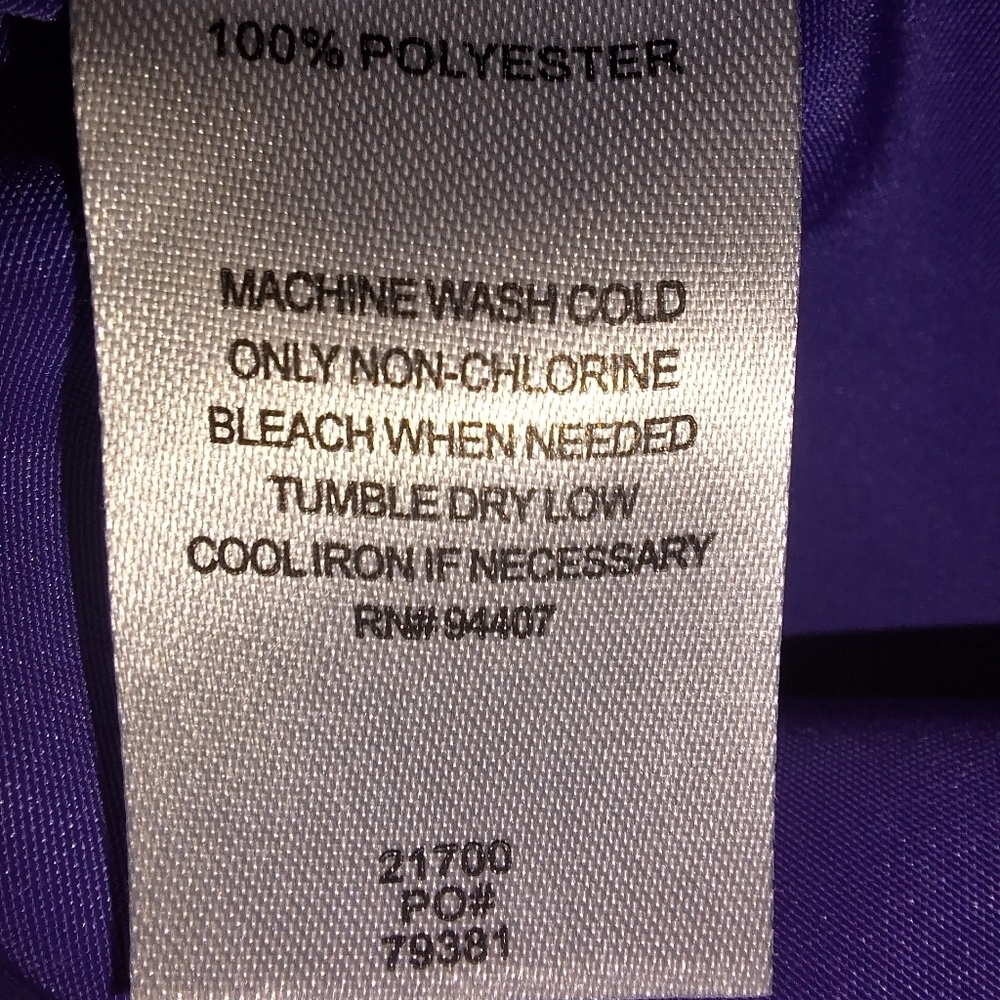 100% POLYESTER
MACHINE WASH COLD
ONLY NON-CHLORINE
BLEACH WHEN NEEDED
TUMBLE DRY LOW
COOL IRON IF NECESSARY
RN# 94407
21700
PO#
79381